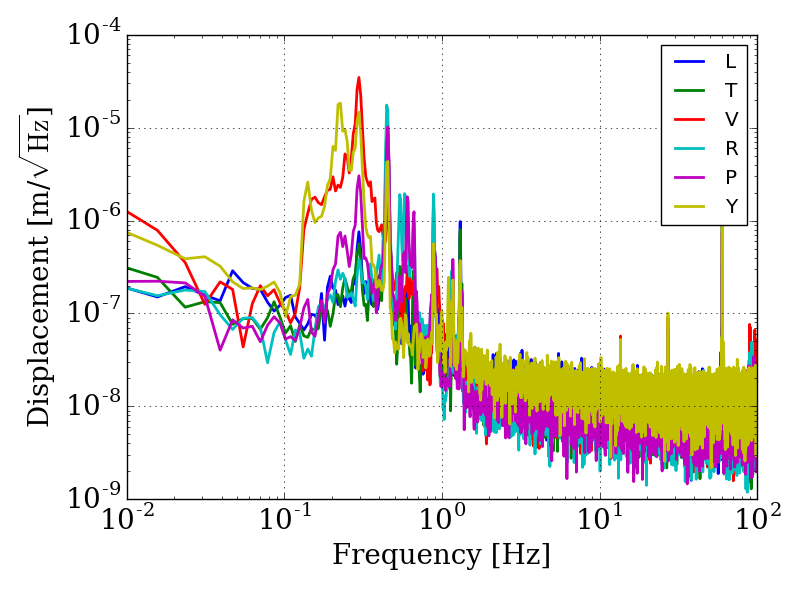 Displacement [m/√Hz]
10^-4
10^-5
10^-6
10^-7
10^-8
10^-9
L
T
V
R
P
Y
10^-2 10^-1 10^0 10^1 10^2
Frequency [Hz]